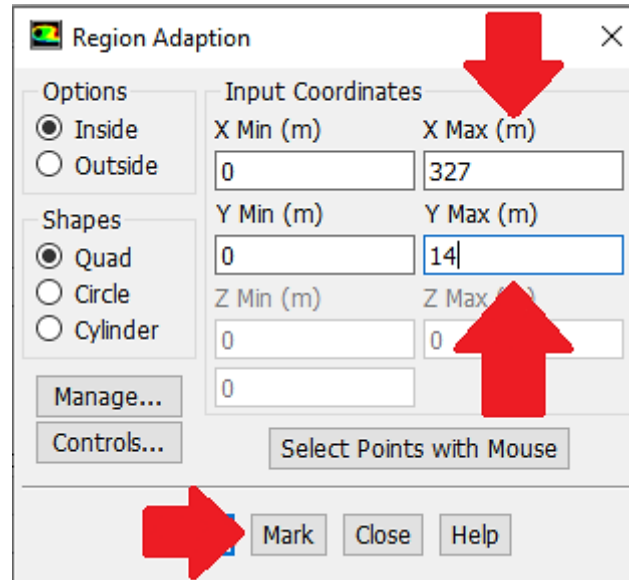 Region Adaption
Options
Inside
Outside
Shapes
Quad
Circle
Cylinder
Manage...
Controls...
Input Coordinates
X Min (m) X Max (m)
0 327
Y Min (m) Y Max (m)
0 14
Z Min (m) Z Max
0 0
0
Select Points with Mouse
Mark Close Help